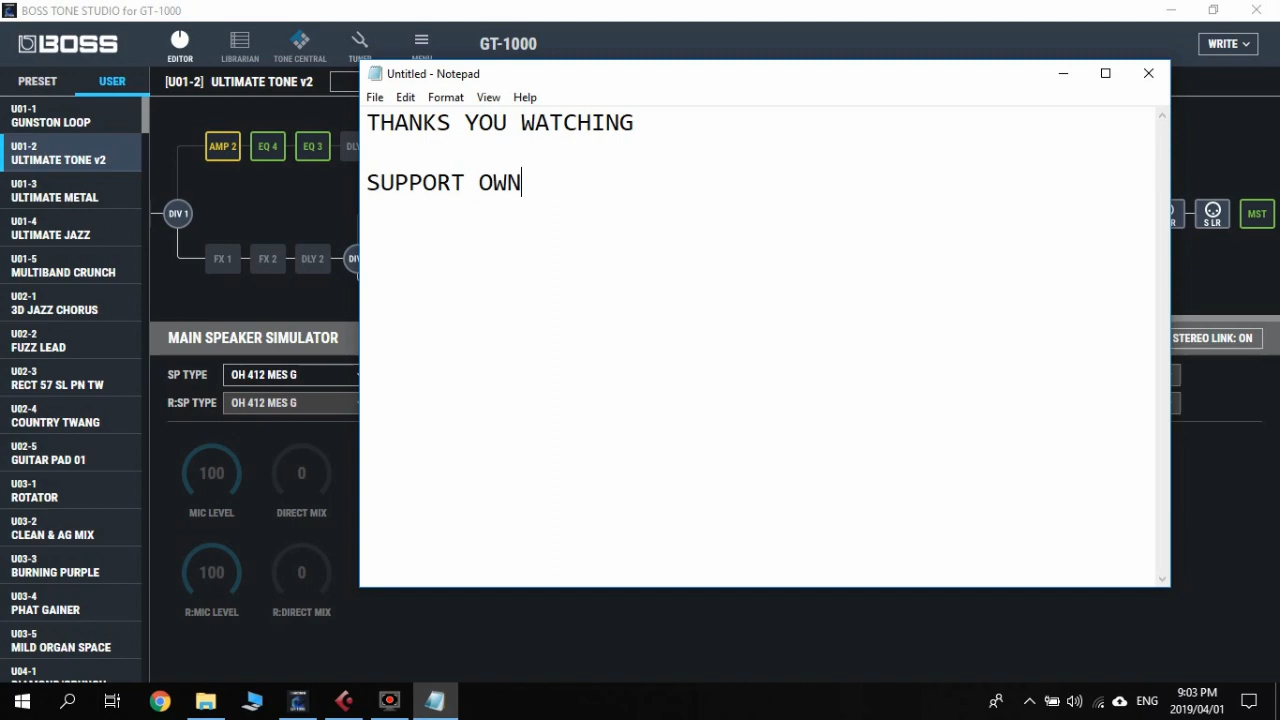 BOSS TONE STUDIO for GT-1000
BOSS
EDITOR
LIBRARIAN
TONE CENTRAL
GT-1000
WRITE
PRESET
USER
[U01-2] ULTIMATE TONE v2
Untitled - Notepad
File Edit Format View Help
THANKS YOU WATCHING
SUPPORT OWN
U01-1
GUNSTON LOOP
U01-2
ULTIMATE TONE v2
U01-3
ULTIMATE METAL
U01-4
ULTIMATE JAZZ
U01-5
MULTIBAND CRUNCH
U02-1
3D JAZZ CHORUS
U02-2
FUZZ LEAD
U02-3
RECT 57 SL PN TW
U02-4
COUNTRY TWANG
U02-5
GUITAR PAD 01
U03-1
ROTATOR
U03-2
CLEAN & AG MIX
U03-3
BURNING PURPLE
U03-4
PHAT GAINER
U03-5
MILD ORGAN SPACE
U04-1
AMP 2 EQ 4 EQ 3
DIV 1
S LR MST
FX 1 FX 2 DLY 2
MAIN SPEAKER SIMULATOR
STEREO LINK: ON
SP TYPE OH 412 MES G
R:SP TYPE OH 412 MES G
100 0
MIC LEVEL DIRECT MIX
100 0
R:MIC LEVEL R:DIRECT MIX
ENG
9:03 PM
2019/04/01